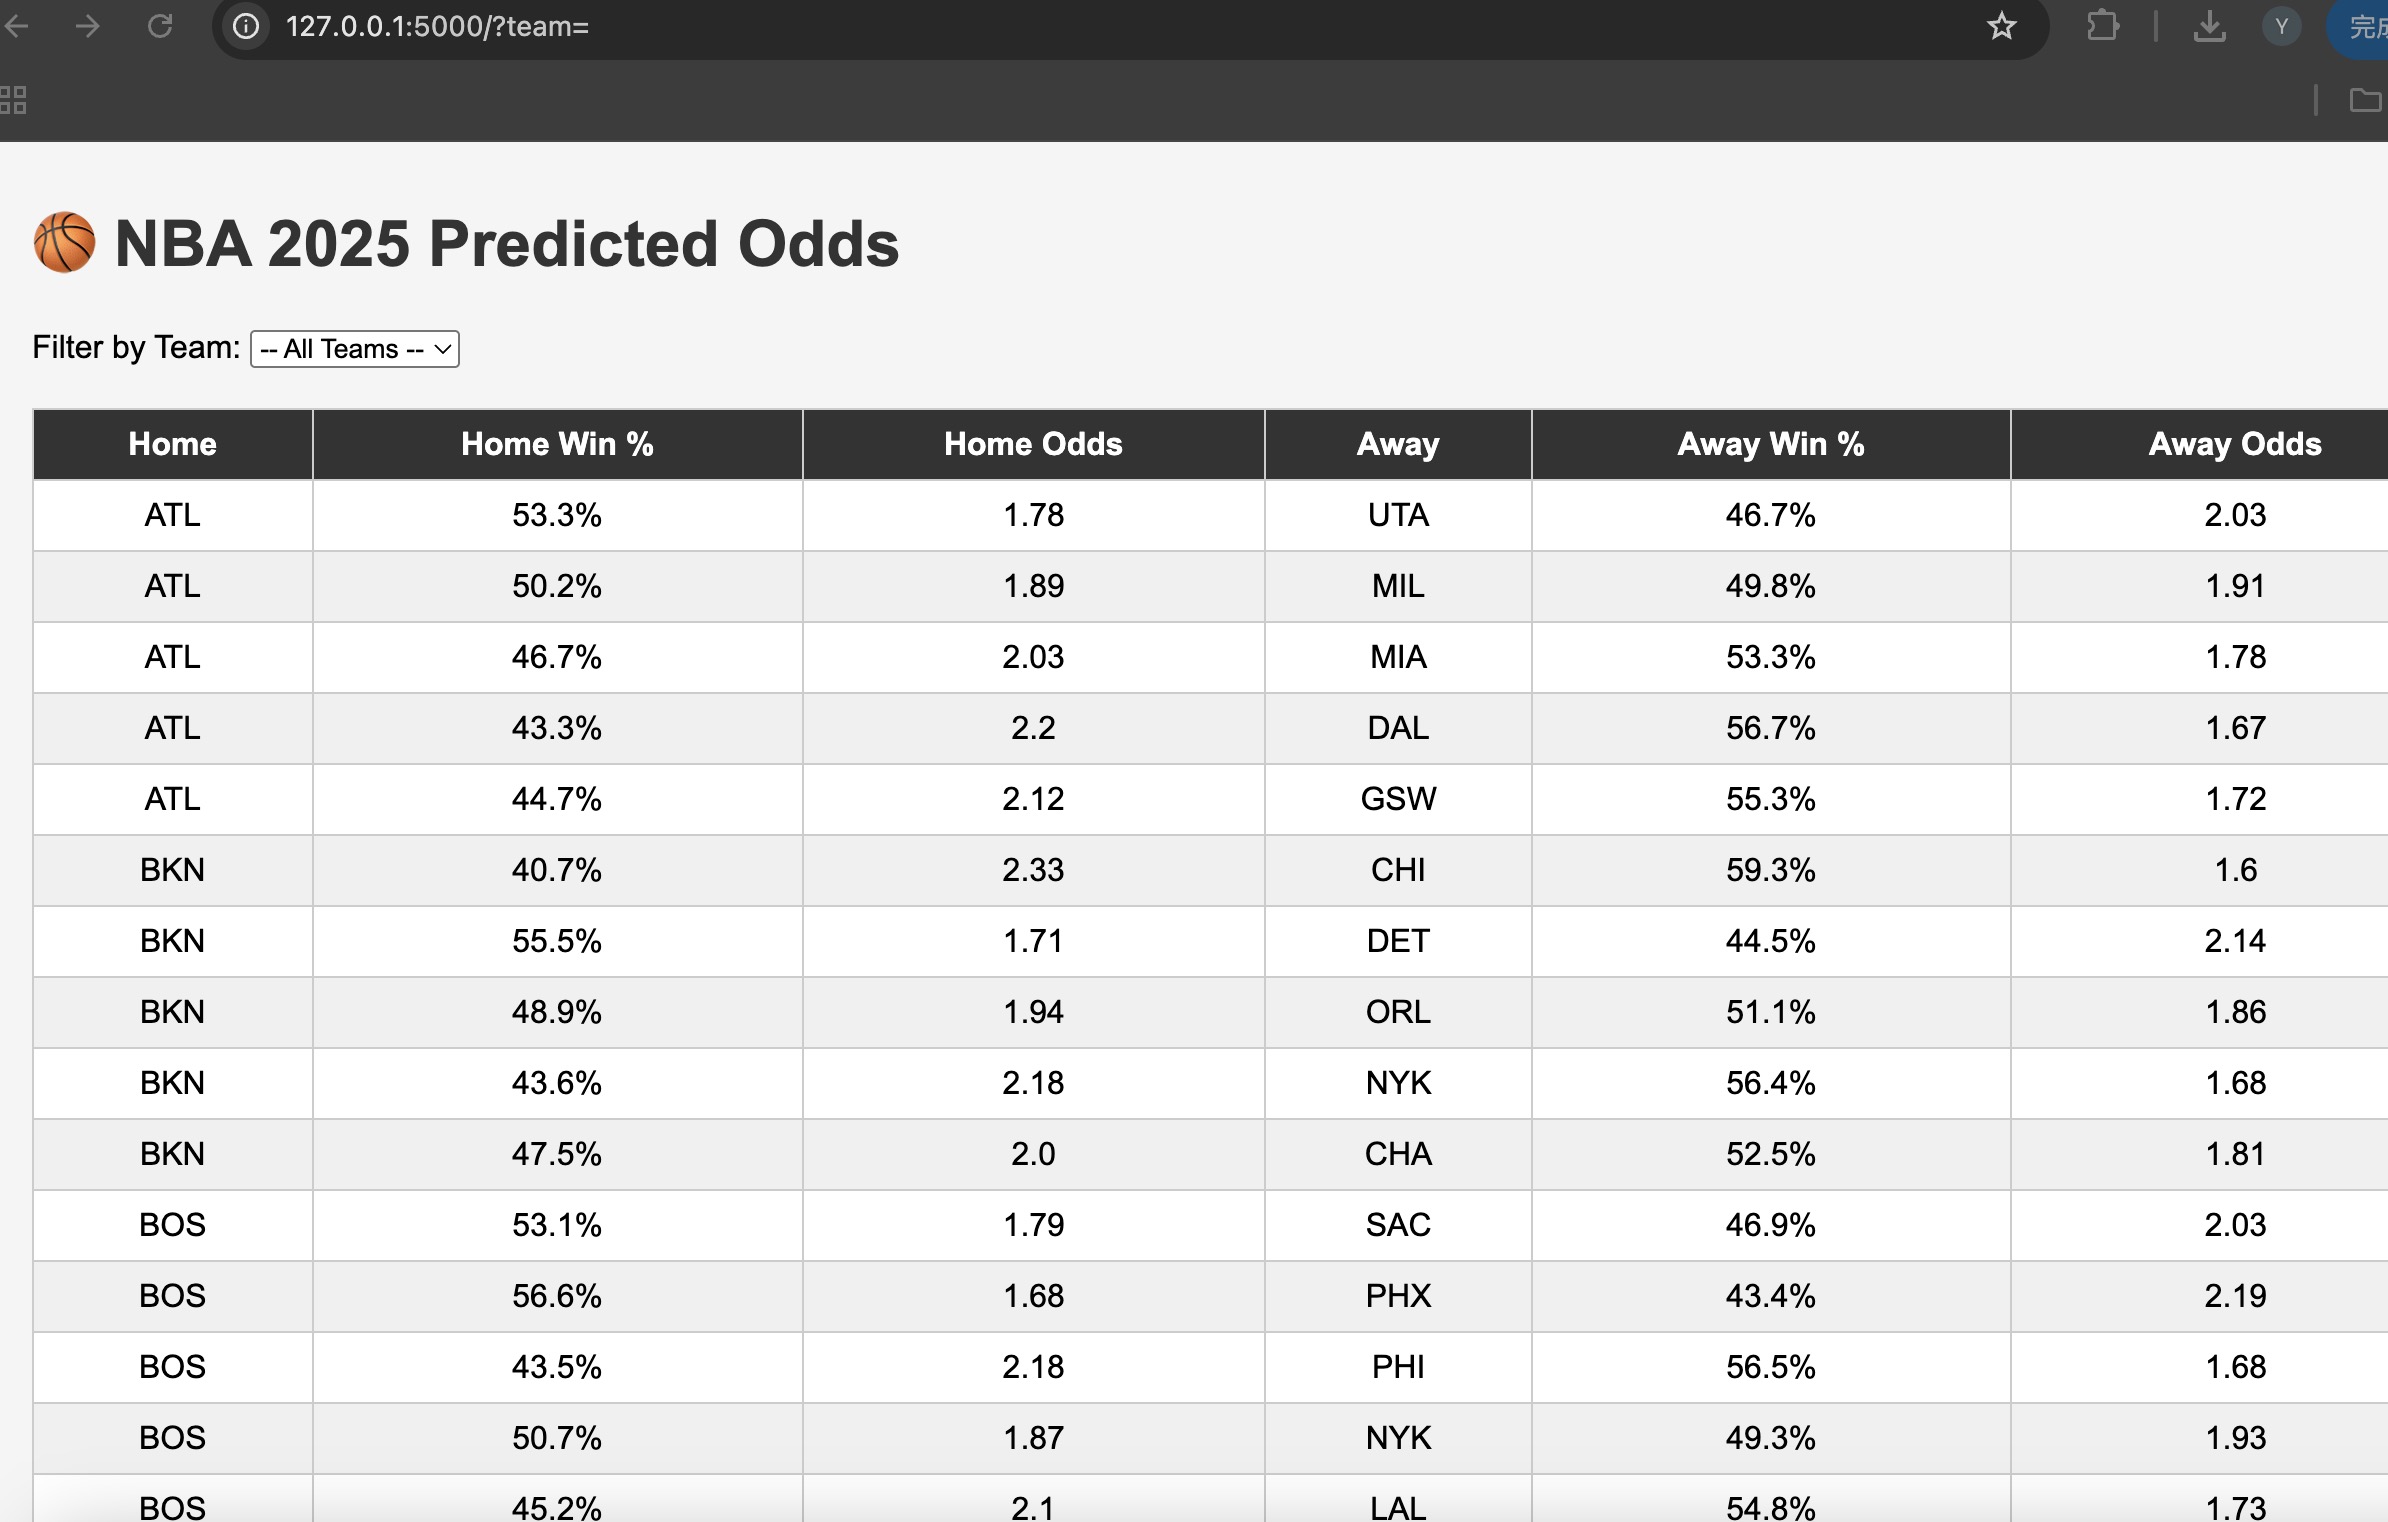 127.0.0.1:5000/?team=
Y
完成
NBA 2025 Predicted Odds
Filter by Team: -- All Teams --
Home Home Win % Home Odds Away Away Win % Away Odds
ATL 53.3% 1.78 UTA 46.7% 2.03
ATL 50.2% 1.89 MIL 49.8% 1.91
ATL 46.7% 2.03 MIA 53.3% 1.78
ATL 43.3% 2.2 DAL 56.7% 1.67
ATL 44.7% 2.12 GSW 55.3% 1.72
BKN 40.7% 2.33 CHI 59.3% 1.6
BKN 55.5% 1.71 DET 44.5% 2.14
BKN 48.9% 1.94 ORL 51.1% 1.86
BKN 43.6% 2.18 NYK 56.4% 1.68
BKN 47.5% 2.0 CHA 52.5% 1.81
BOS 53.1% 1.79 SAC 46.9% 2.03
BOS 56.6% 1.68 PHX 43.4% 2.19
BOS 43.5% 2.18 PHI 56.5% 1.68
BOS 50.7% 1.87 NYK 49.3% 1.93
BOS 45.2% 2.1 LAL 54.8% 1.73